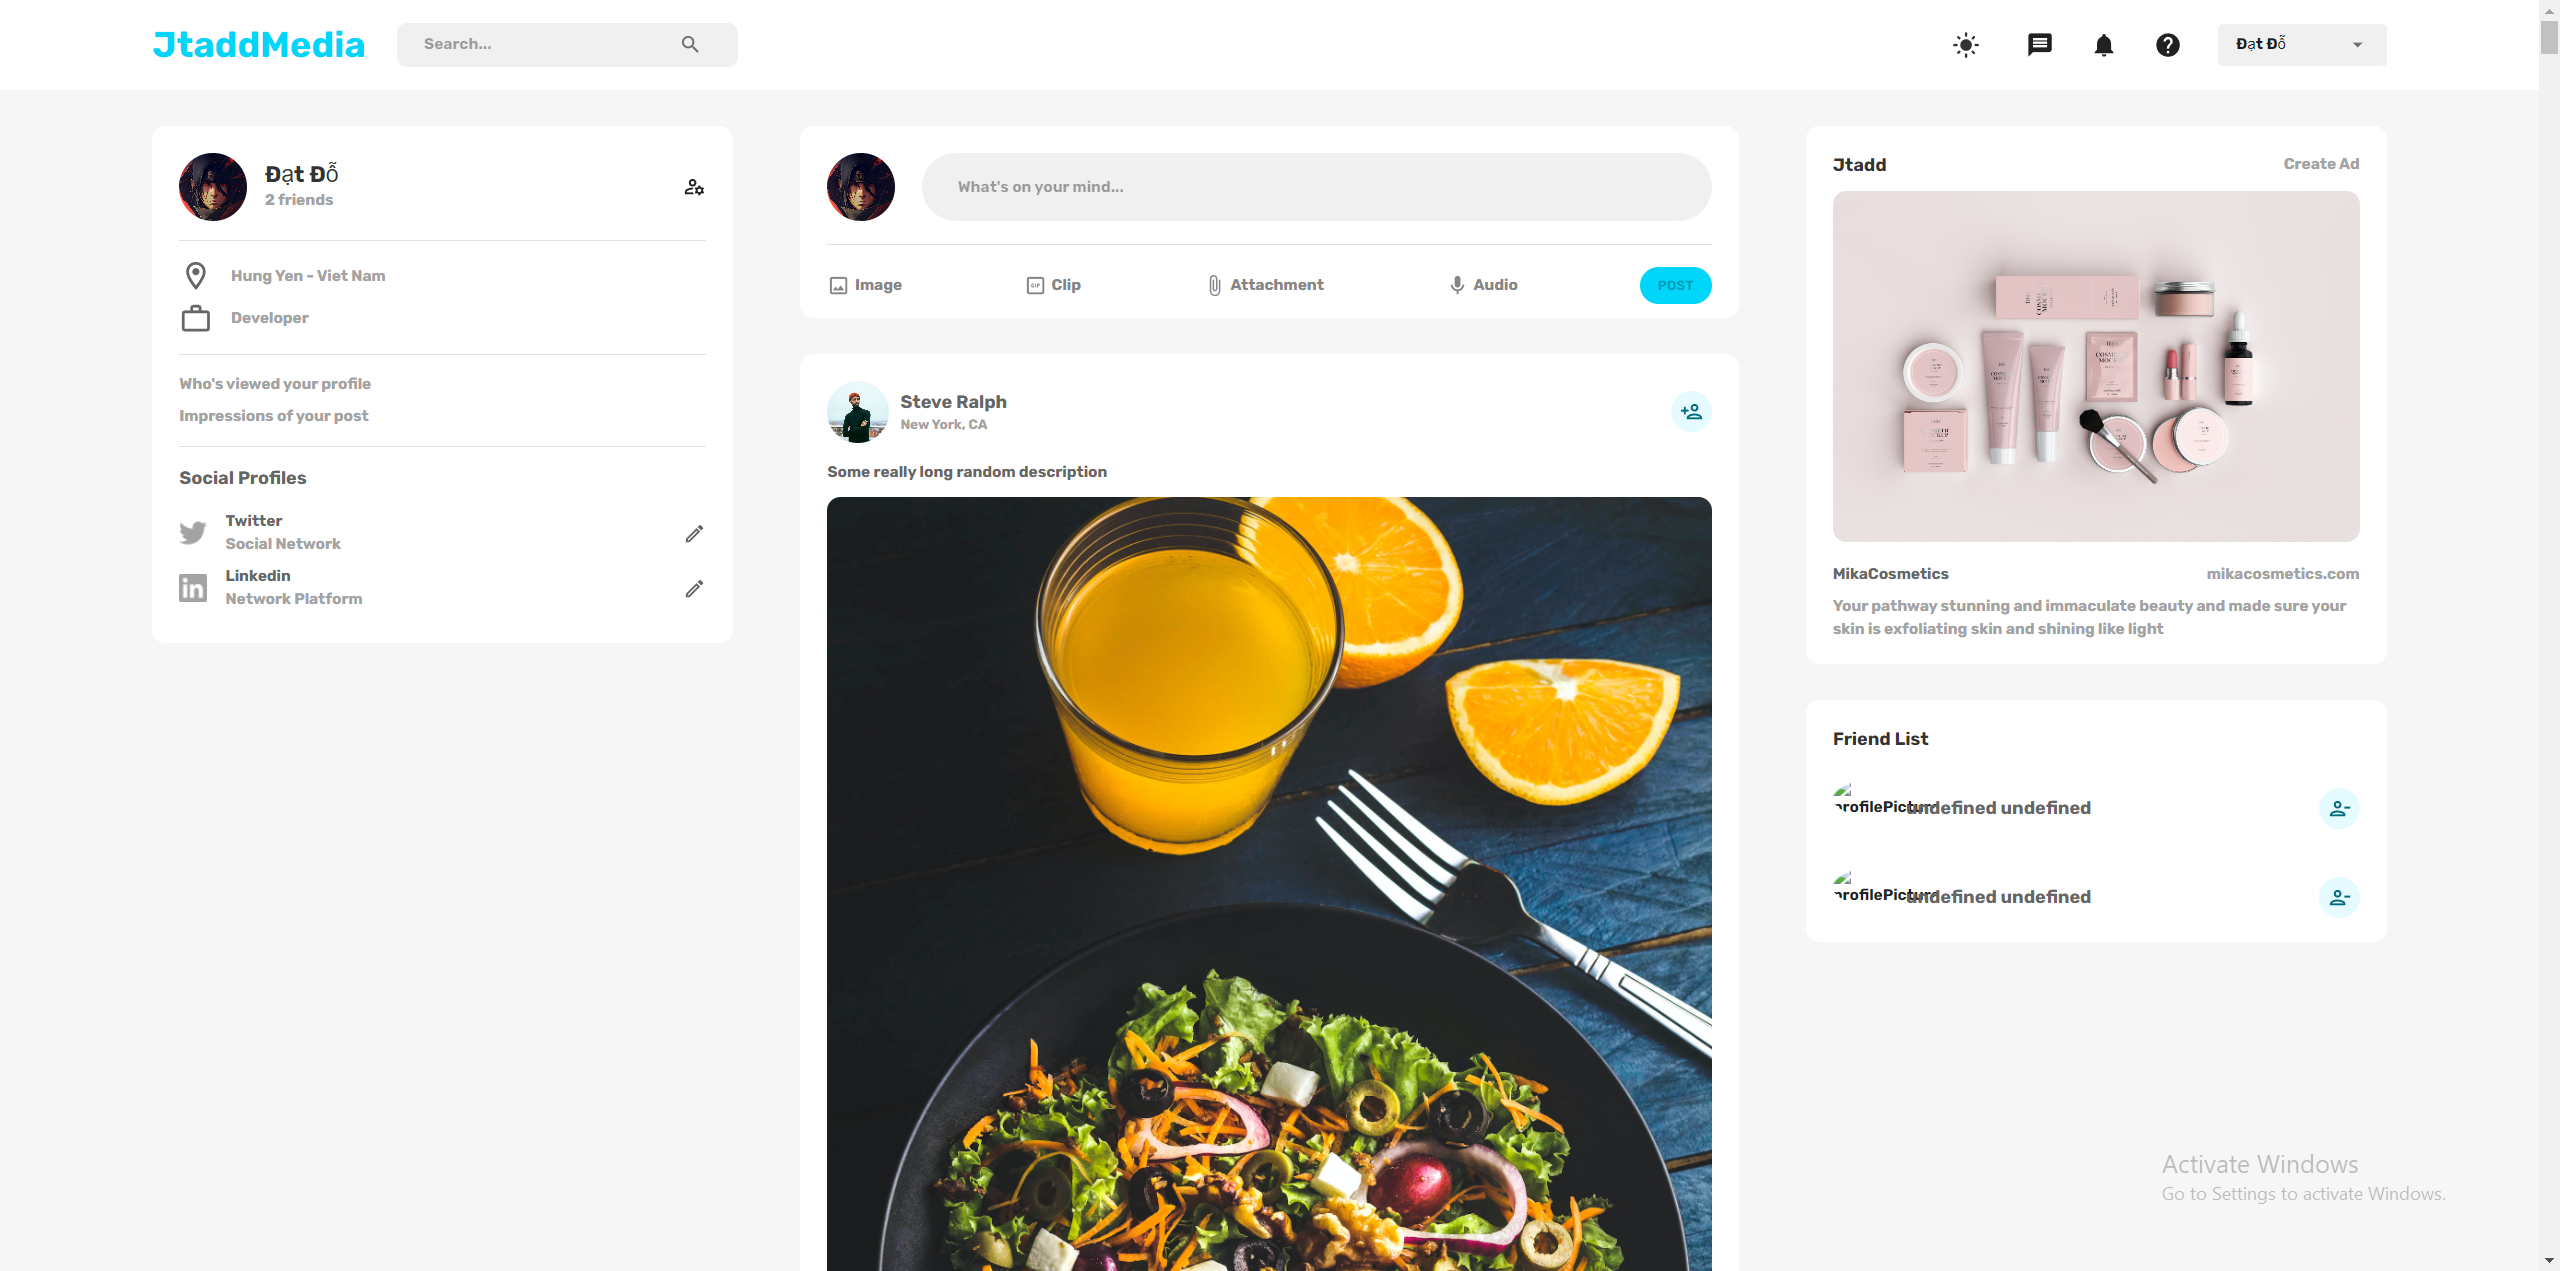 JtaddMedia
Search...
Đạt Đỗ
Đạt Đỗ
2 friends
Hung Yen - Viet Nam
Developer
Who's viewed your profile
Impressions of your post
Social Profiles
Twitter
Social Network
Linkedin
Network Platform
What's on your mind...
Image
Clip
Attachment
Audio
POST
Steve Ralph
New York, CA
Some really long random description
Jtadd
Create Ad
MikaCosmetics
mikacosmetics.com
Your pathway stunning and immaculate beauty and made sure your
skin is exfoliating skin and shining like light
Friend List
undefined undefined
undefined undefined
Activate Windows
Go to Settings to activate Windows.